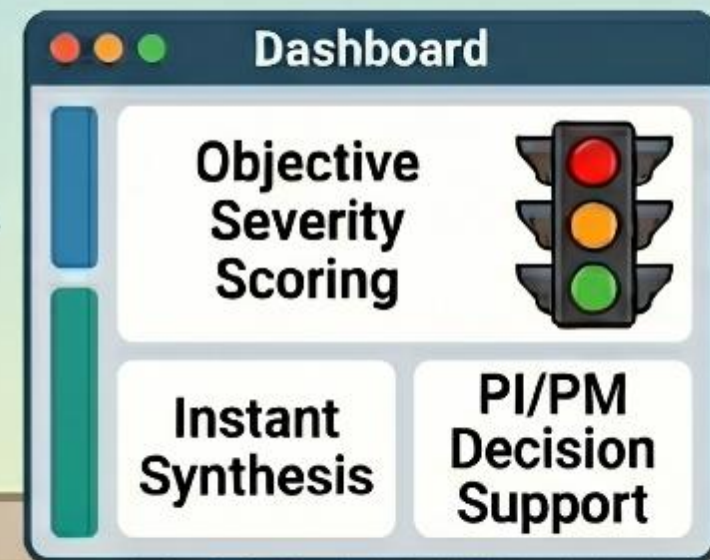 Dashboard
Objective
Severity
Scoring
Instant
Synthesis
PI/PM
Decision
Support